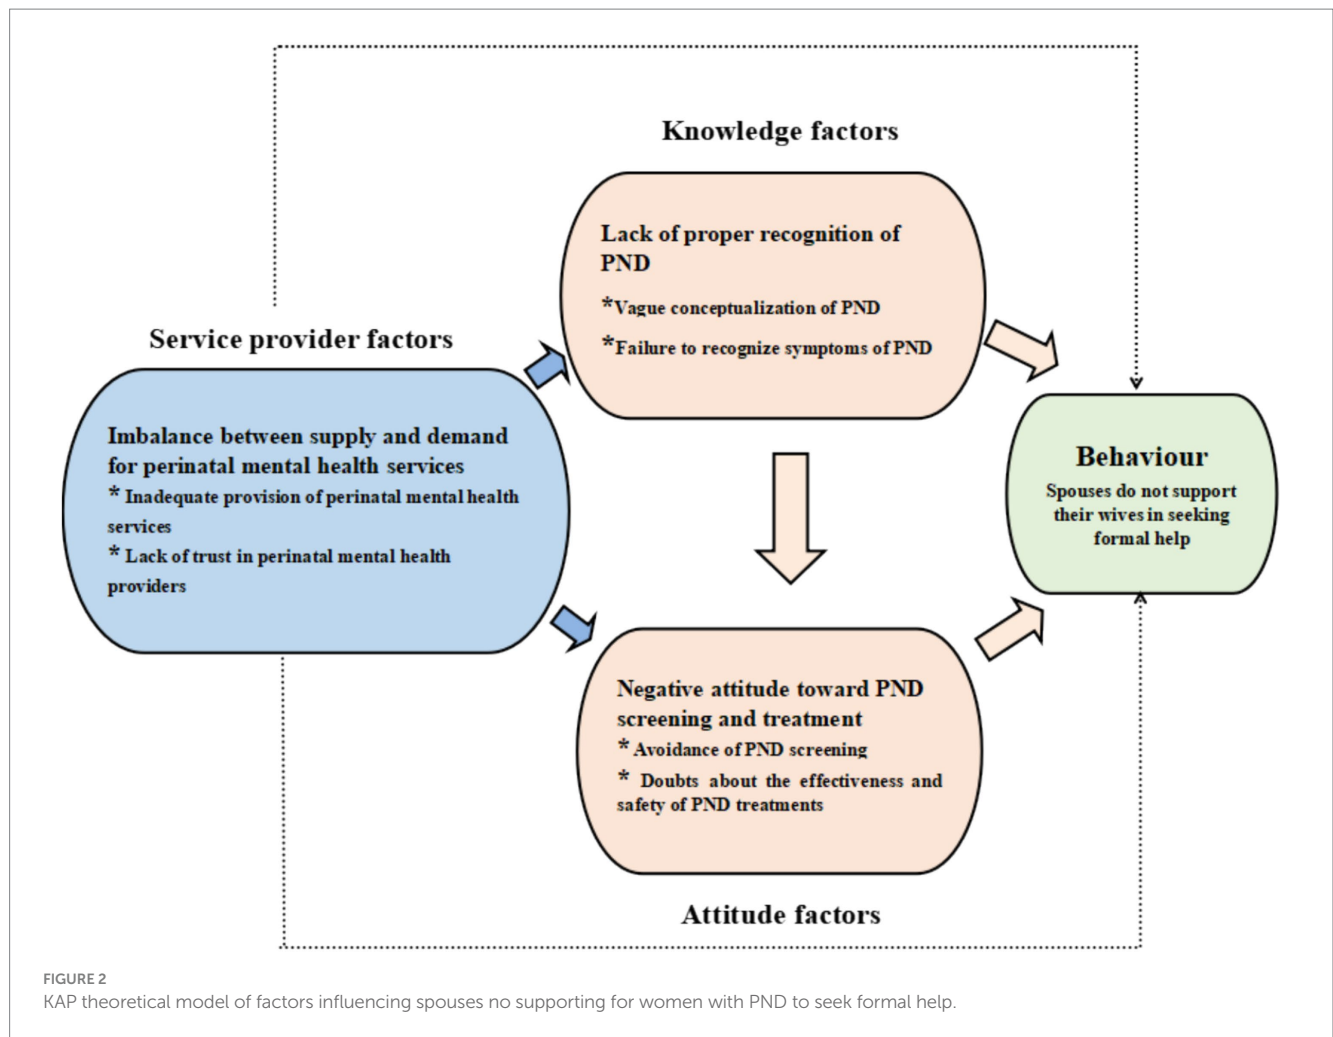 Knowledge factors
Lack of proper recognition of
PND
*Vague conceptualization of PND
*Failure to recognize symptoms of PND
Service provider factors
Imbalance between supply and demand
for perinatal mental health services
* Inadequate provision of perinatal mental health
services
* Lack of trust in perinatal mental health
providers
Behaviour
Spouses do not support
their wives in seeking
formal help
Negative attitude toward PND
screening and treatment
* Avoidance of PND screening
* Doubts about the effectiveness and
safety of PND treatments
Attitude factors
FIGURE 2
KAP theoretical model of factors influencing spouses no supporting for women with PND to seek formal help.